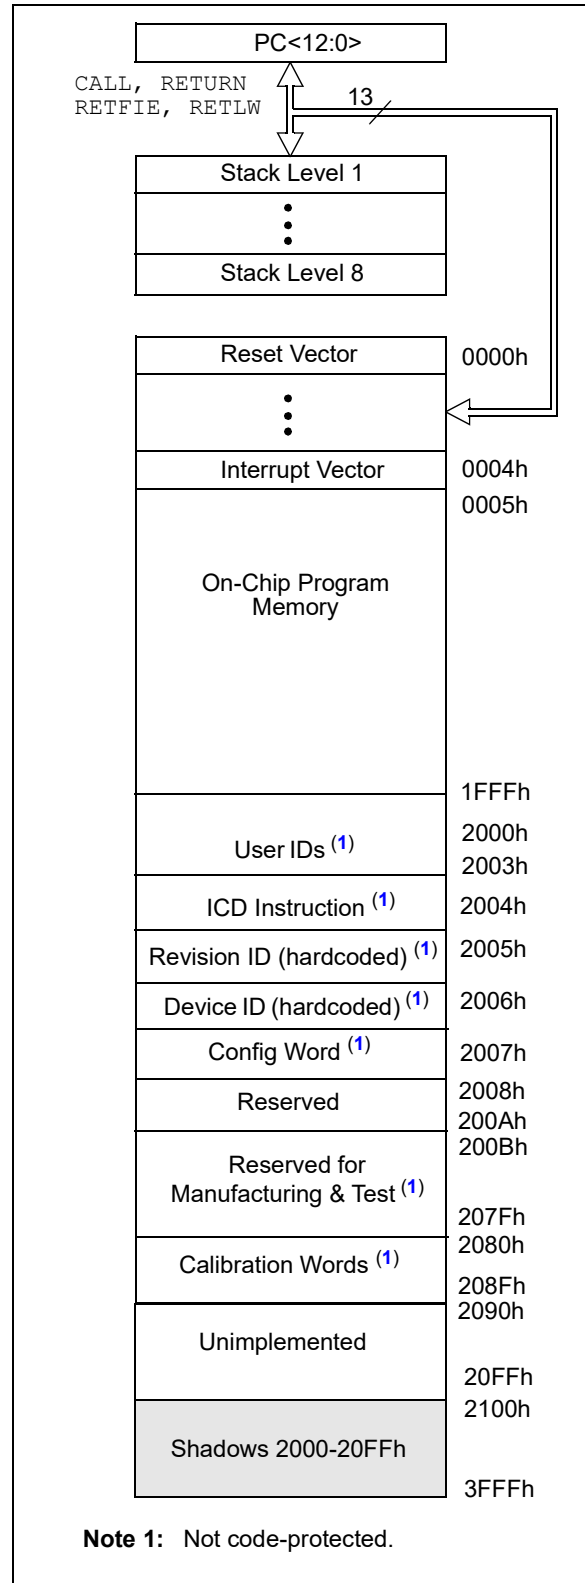 PC<12:0>
CALL, RETURN
RETFIE, RETLW
13
Stack Level 1
Stack Level 8
Reset Vector 0000h
Interrupt Vector 0004h
0005h
On-Chip Program
Memory
1FFFh
2000h
User IDs (1)
2003h
ICD Instruction (1) 2004h
Revision ID (hardcoded) (1) 2005h
Device ID (hardcoded) (1) 2006h
Config Word (1) 2007h
2008h
Reserved
200Ah
200Bh
Reserved for
Manufacturing & Test (1)
207Fh
2080h
Calibration Words (1)
208Fh
2090h
Unimplemented
20FFh
2100h
Shadows 2000-20FFh
3FFFh
Note 1: Not code-protected.